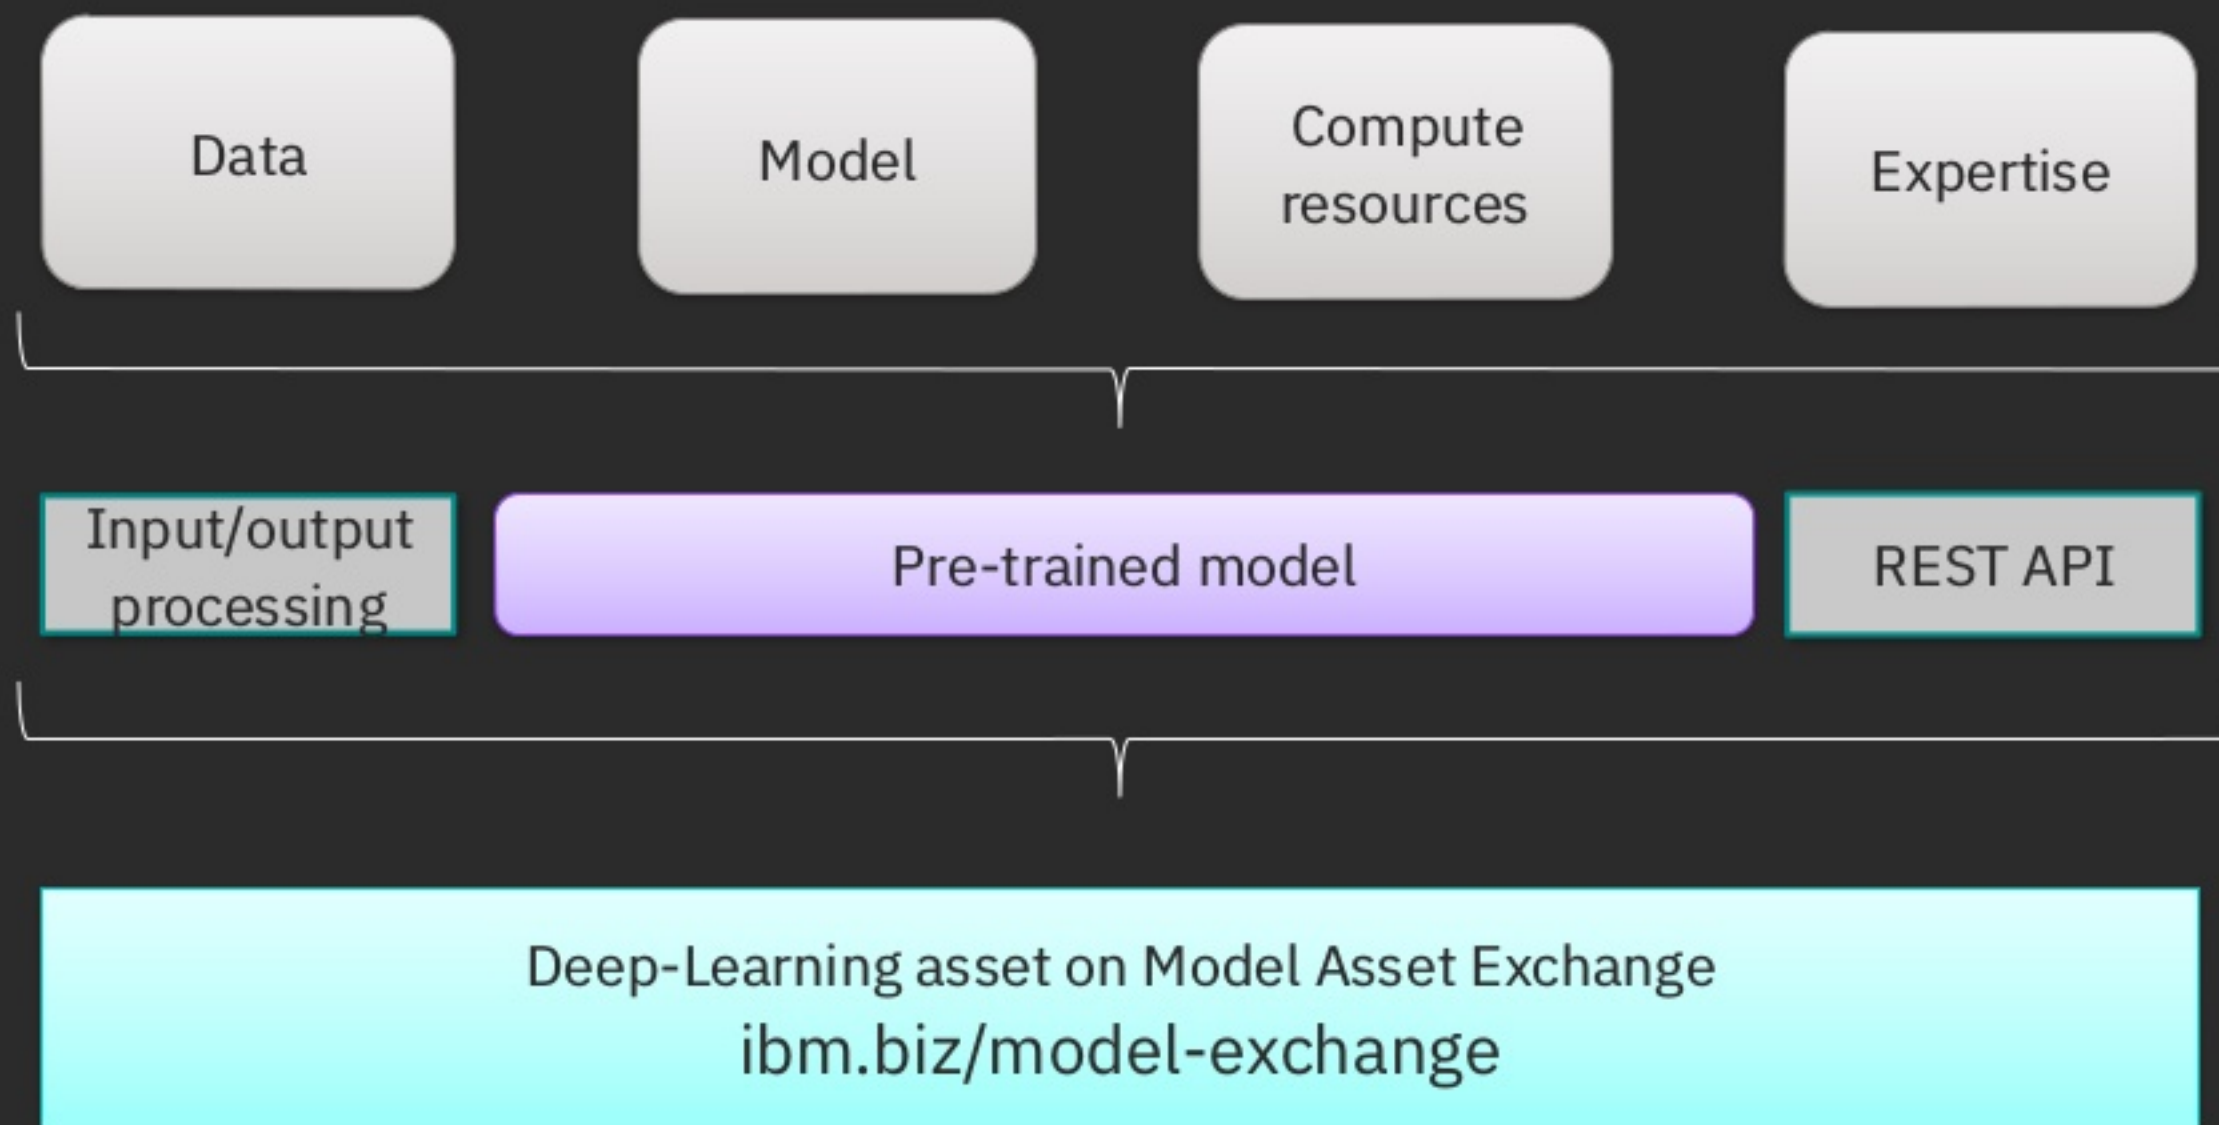 Data
Model
Compute
resources
Expertise
Input/output
processing
Pre-trained model
REST API
Deep-Learning asset on Model Asset Exchange
ibm.biz/model-exchange